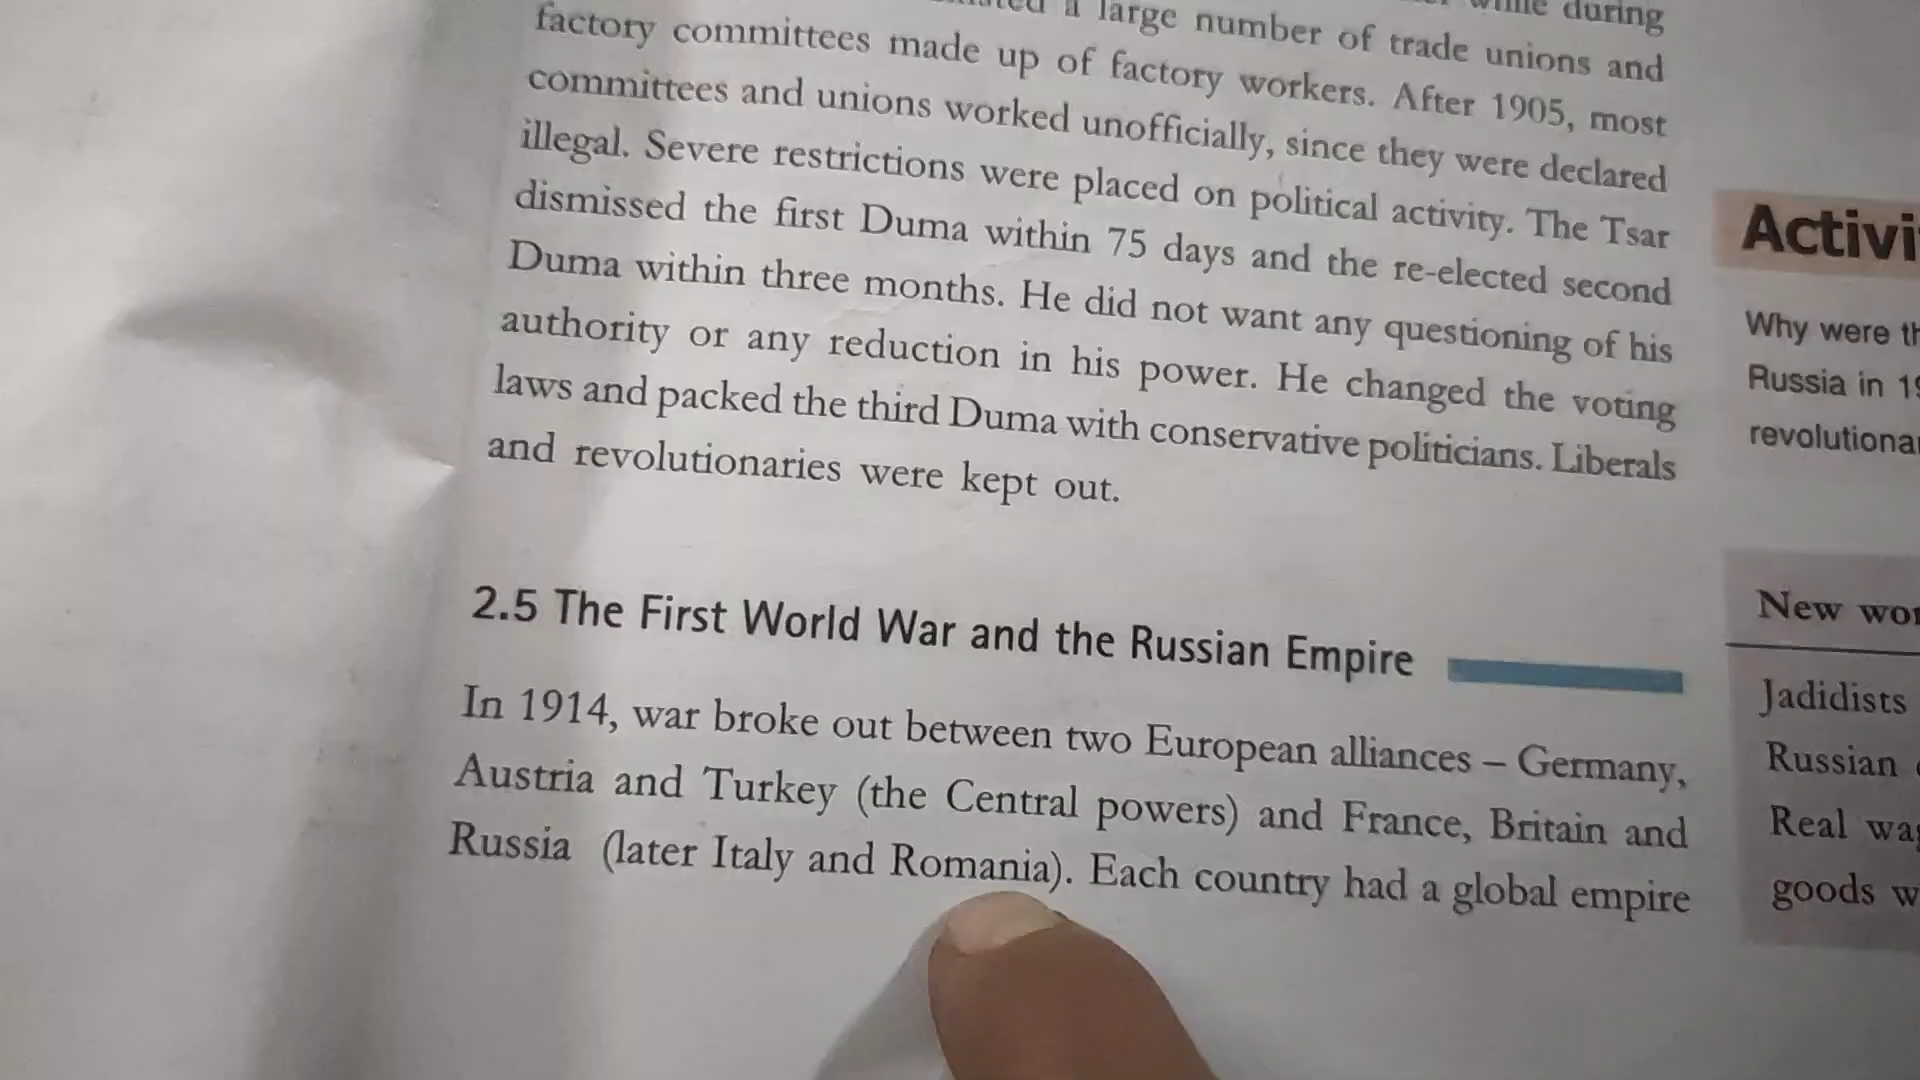 a large number of trade unions and
factory committees made up of factory workers. After 1905, most
committees and unions worked unofficially, since they were declared
illegal. Severe restrictions were placed on political activity. The Tsar
dismissed the first Duma within 75 days and the re-elected second
Duma within three months. He did not want any questioning of his
authority or any reduction in his power. He changed the voting
laws and packed the third Duma with conservative politicians. Liberals
and revolutionaries were kept out.
2.5 The First World War and the Russian Empire
In 1914, war broke out between two European alliances – Germany,
Austria and Turkey (the Central powers) and France, Britain and
Russia (later Italy and Romania). Each country had a global empire
Why were
Russia in
New
Jadidists
Russian
Real
goods